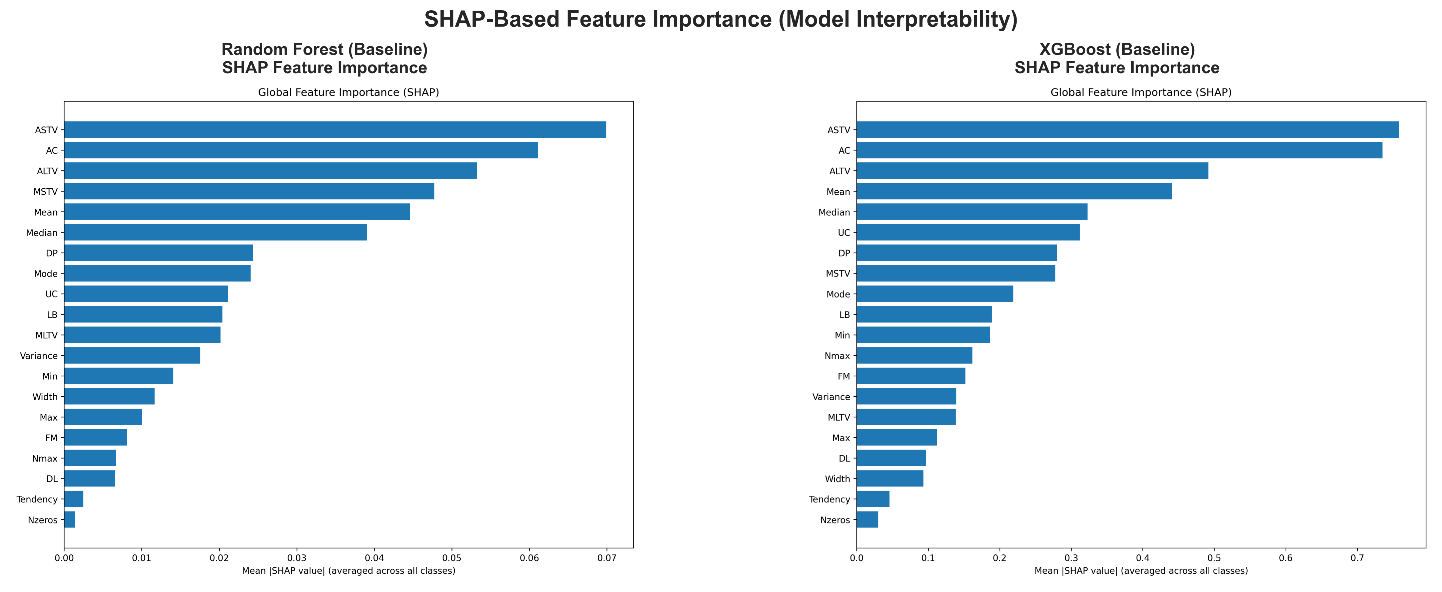 SHAP-Based Feature Importance (Model Interpretability)
Random Forest (Baseline)
SHAP Feature Importance
Global Feature Importance (SHAP)
ASTV
AC
ALTV
MSTV
Mean
Median
DP
Mode
UC
LB
MLTV
Variance
Min
Width
Max
FM
Nmax
DL
Tendency
Nzeros
0.00 0.01 0.02 0.03 0.04 0.05 0.06 0.07
Mean |SHAP value| (averaged across all classes)
XGBoost (Baseline)
SHAP Feature Importance
Global Feature Importance (SHAP)
ASTV
AC
ALTV
Mean
Median
UC
DP
MSTV
Mode
LB
Min
Nmax
FM
Variance
MLTV
Max
DL
Width
Tendency
Nzeros
0.0 0.1 0.2 0.3 0.4 0.5 0.6 0.7
Mean |SHAP value| (averaged across all classes)